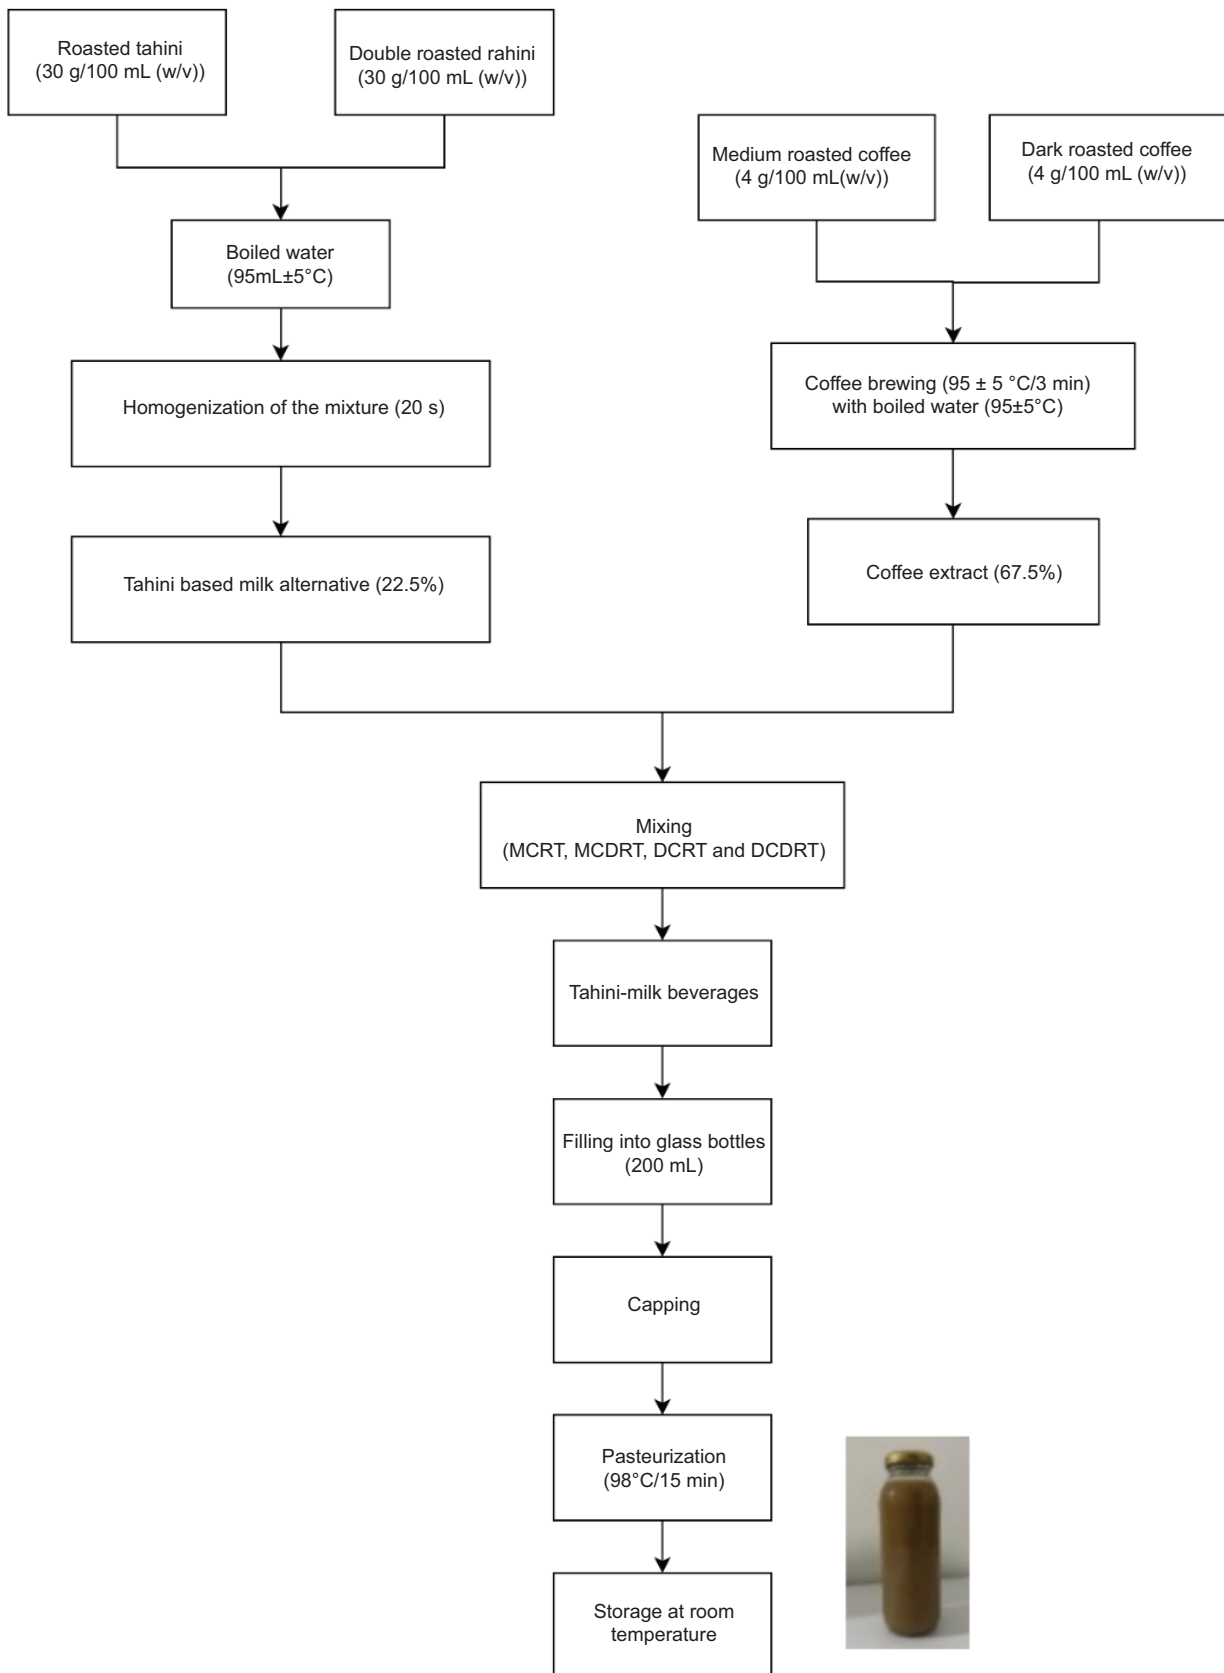 Roasted tahini
(30 g/100 mL (w/v))
Double roasted rahini
(30 g/100 mL (w/v))
Medium roasted coffee
(4 g/100 mL(w/v))
Dark roasted coffee
(4 g/100 mL (w/v))
Boiled water
(95mL±5°C)
Coffee brewing (95 ± 5 °C/3 min)
with boiled water (95±5°C)
Homogenization of the mixture (20 s)
Tahini based milk alternative (22.5%)
Coffee extract (67.5%)
Mixing
(MCRT, MCDRT, DCRT and DCDRT)
Tahini-milk beverages
Filling into glass bottles
(200 mL)
Capping
Pasteurization
(98°C/15 min)
Storage at room
temperature